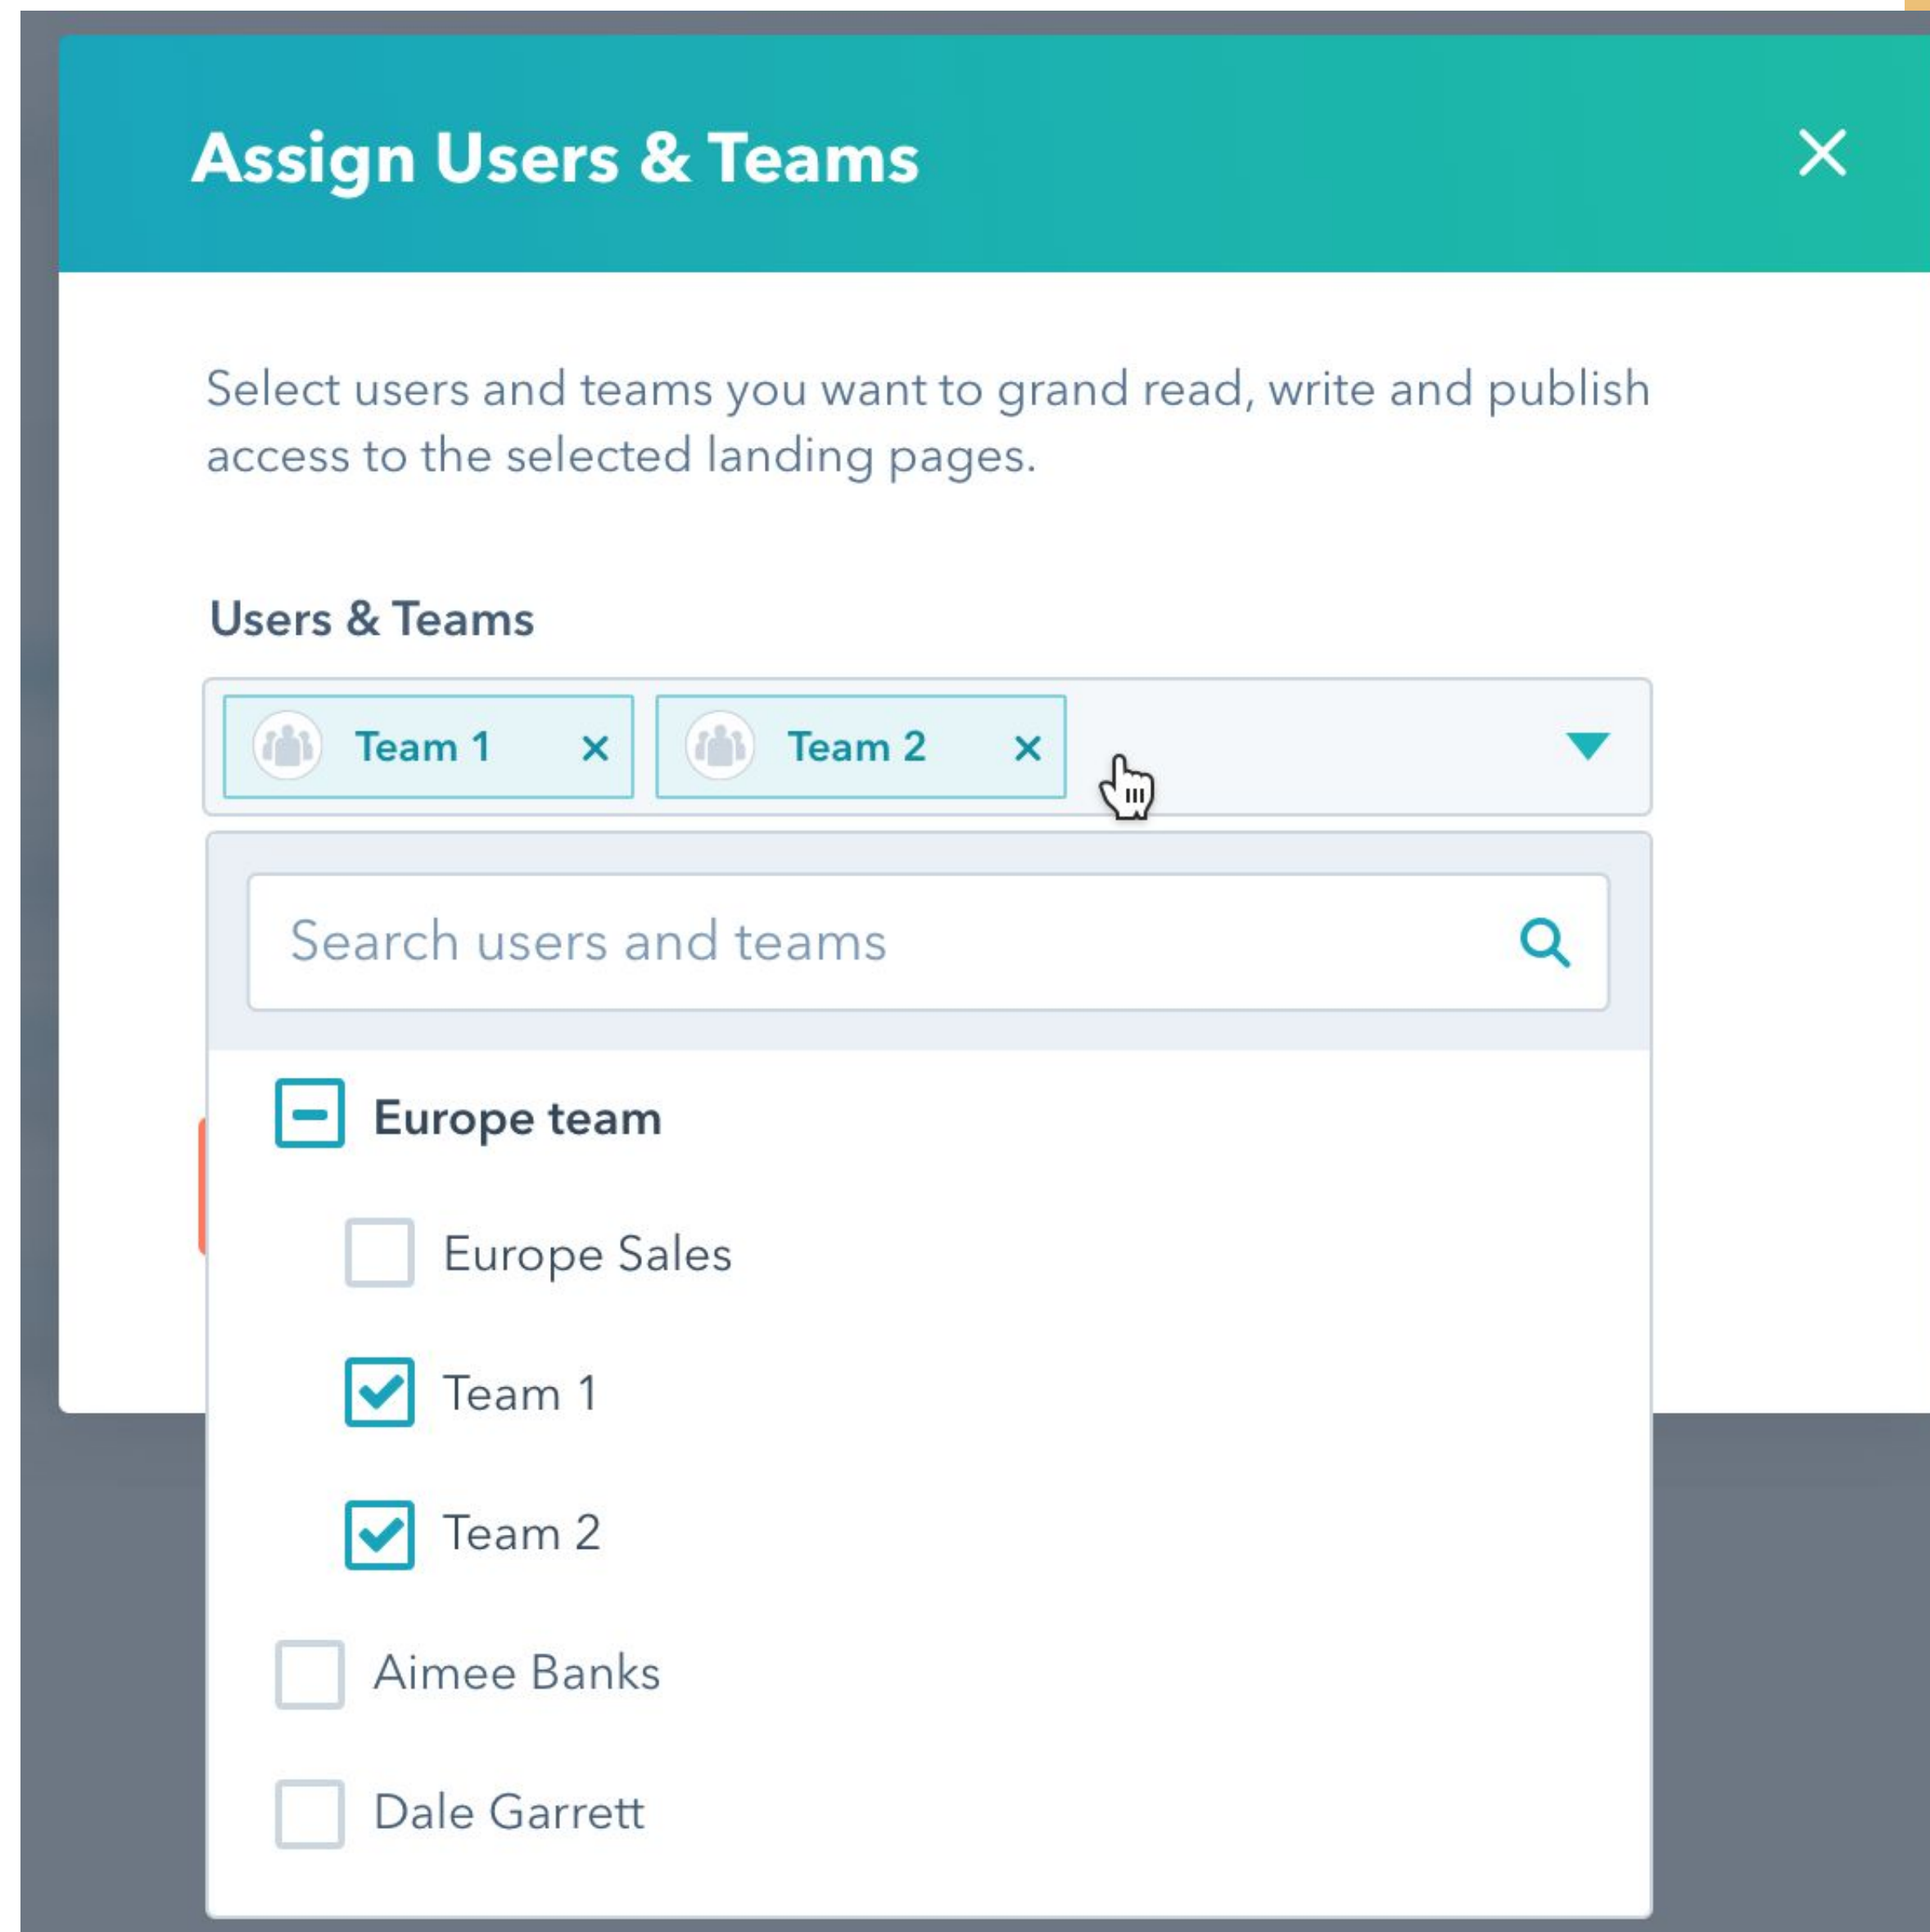 Assign Users & Teams
Select users and teams you want to grand read, write and publish
access to the selected landing pages.
Users & Teams
Team 1 Team 2
Search users and teams
Europe team
Europe Sales
Team 1
Team 2
Aimee Banks
Dale Garrett